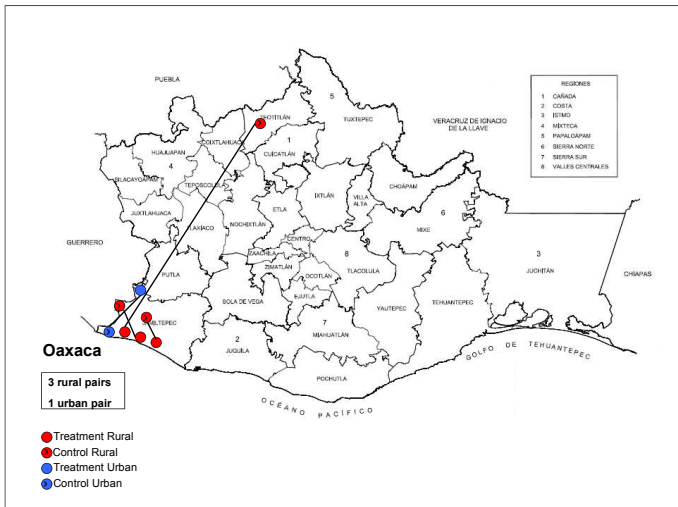 PUEBLA
VERACRUZ DE IGNACIO
DE LA LLAVE
REGIONES
1 CAÑADA
2 COSTA
3 ISTMO
4 MIXTECA
5 PAPALOÁPAM
6 SIERRA NORTE
7 SIERRA SUR
8 VALLES CENTRALES
5
TUXTEPEC
TEOTITLÁN
1
CUICATLÁN
COIXTLAHUACA
HUAJUAPAN
4
SILACAYOAPAM
TEPOSCOLULA
CHOÁPAM
IXTLÁN
VILLA
ALTA
ETLA
JUXTLAHUACA
NOCHIXTLÁN
TLAXIACO
6
MIXE
GUERRERO
CENTRO
ZAACHILA
8
ZIMATLÁN
TLACOLULA
OCOTLÁN
3
JUCHITÁN
CHIAPAS
PUTLA
SOLA DE VEGA
EJUTLA
YAUTEPEC
TEHUANTEPEC
JAMILTEPEC
7
MIAHUATLÁN
2
JUQUILA
POCHUTLA
GOLFO DE TEHUANTEPEC
OCÉANO PACÍFICO
Oaxaca
3 rural pairs
1 urban pair
Treatment Rural
Control Rural
Treatment Urban
Control Urban